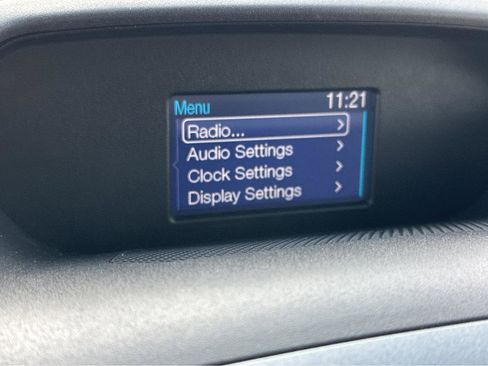 Menu 11:21
Radio... >
Audio Settings >
Clock Settings >
Display Settings >